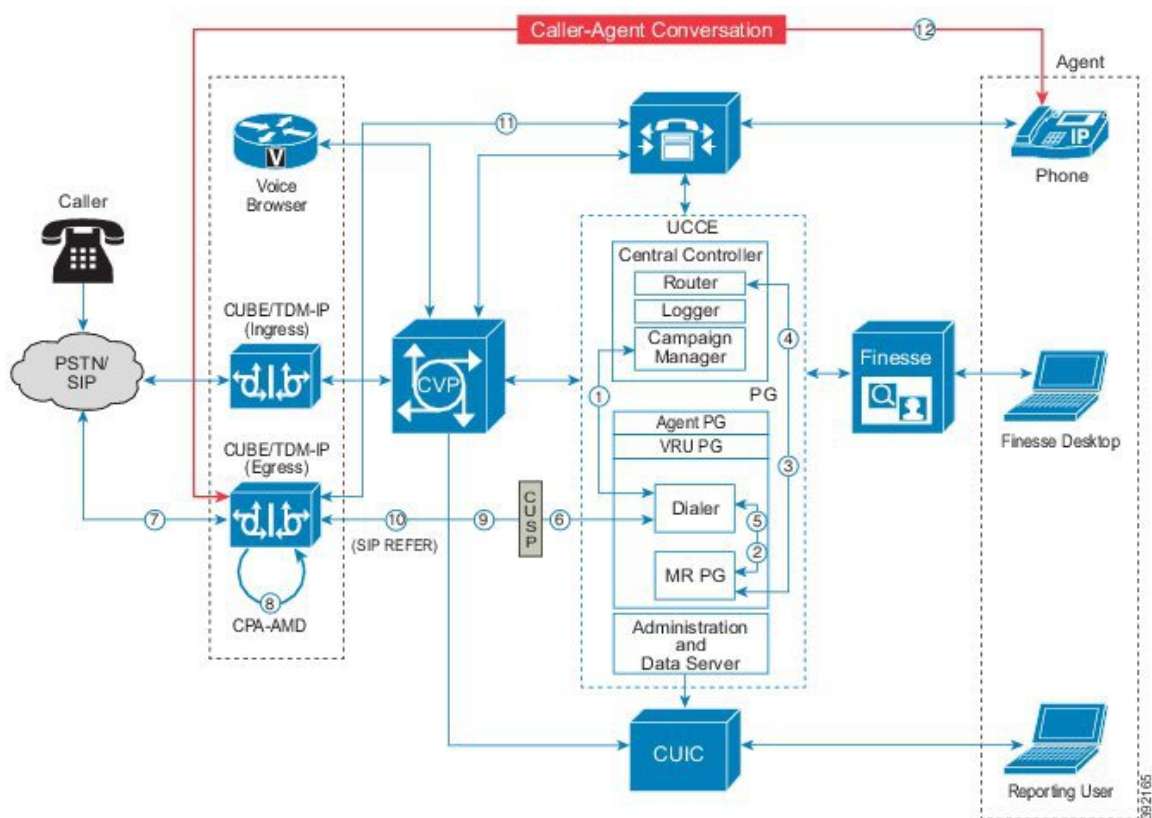 Caller-Agent Conversation
12
Agent
11
V
Voice
Browser
IP
Phone
Caller
UCCE
Central Controller
Router
Logger
Campaign
Manager
CUBE/TDM-IP
(Ingress)
PSTN/
SIP
CVP
4
Finesse
1
PG
Agent PG
VRU PG
Finesse Desktop
CUBE/TDM-IP
(Egress)
3
7
10
(SIP REFER)
9
CUSP
6
Dialer
5
2
MR PG
8
CPA-AMD
Administration
and
Data Server
CUIC
Reporting User
392165